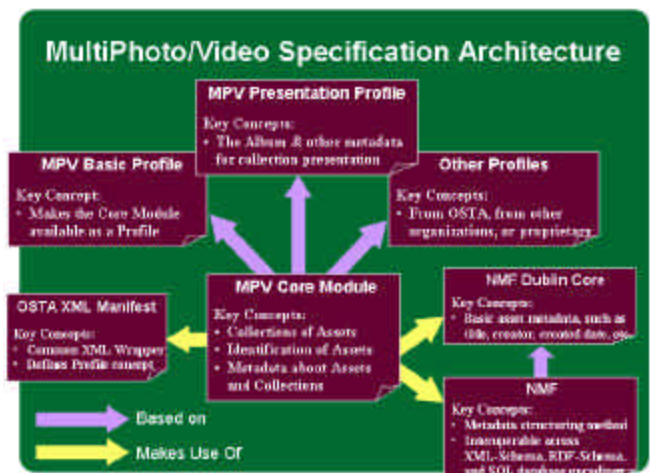 MultiPhoto/Video Specification Architecture
MPV Presentation Profile
Key Concepts:
• The Album & other metadata
for collection presentation
MPV Basic Profile
Key Concept:
• Makes the Core Module
available as a Profile
Other Profiles
Key Concepts:
• From OSTA, from other
organizations, or proprietary
MPV Core Module
Key Concepts:
• Collections of Assets
• Identification of Assets
• Metadata about Assets
and Collections
OSTA XML Manifest
Key Concepts:
• Common XML Wrapper
• Defines Profile concept
NMF Dublin Core
Key Concepts:
• Basic asset metadata, such as
title, creator, created date, etc.
NMF
Key Concepts:
• Metadata structuring method
• Interoperable across
XML-Schema, RDF-Schema,
and SQL database
Based on
Makes Use Of